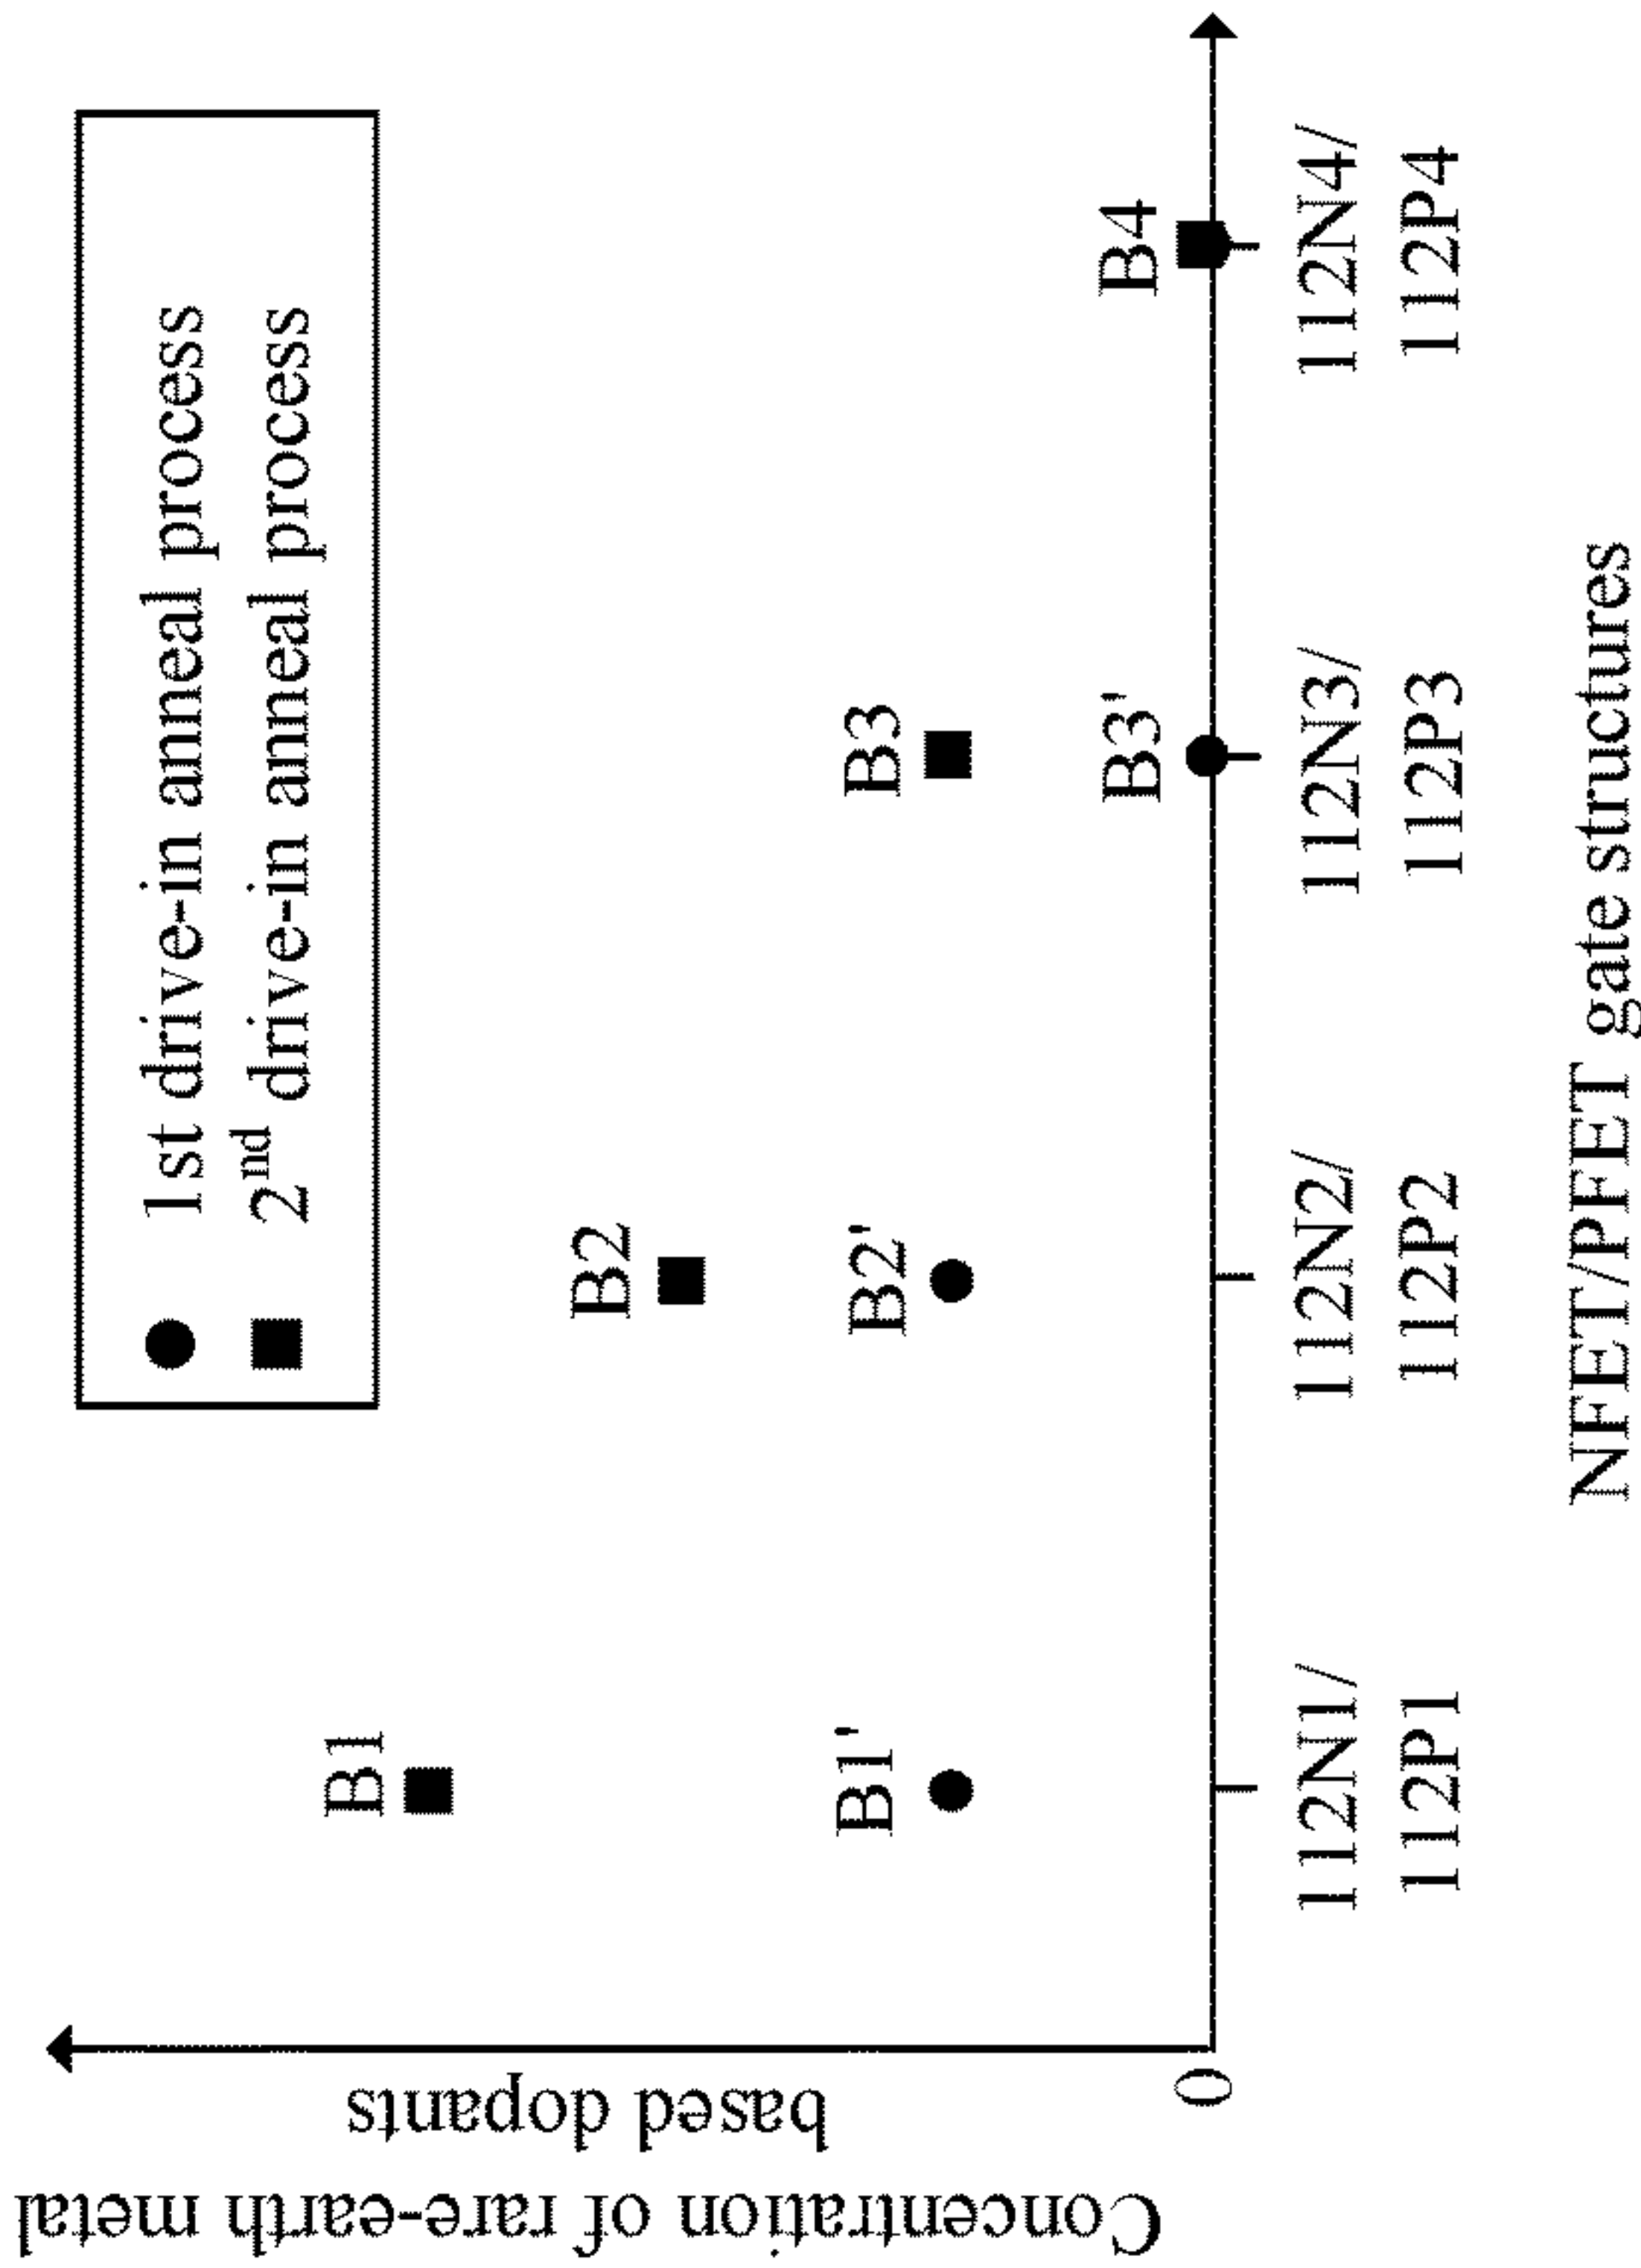 1st drive-in anneal process
2nd drive-in anneal process
B1
B2
B3
B4
B1'
B2'
B3'
0
112N1/
112P1
112N2/
112P2
112N3/
112P3
112N4/
112P4
NFET/PFET gate structures
Concentration of rare-earth metal
based dopants